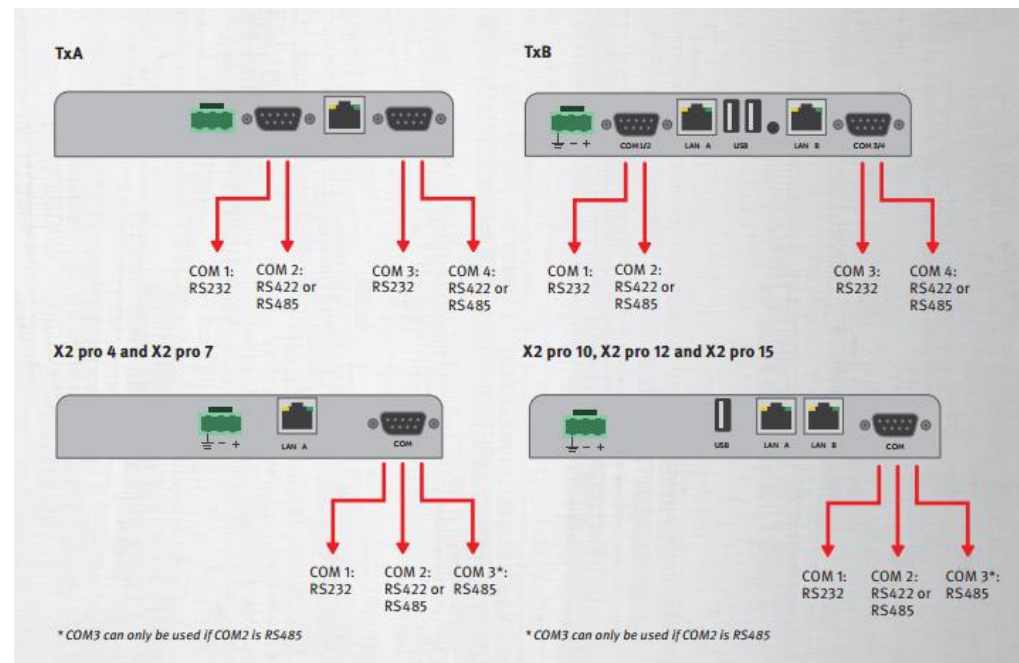 TxA
TxB
COM 1/2
LAN A
USB
LAN B
COM 3/4
COM 1:
RS232
COM 2:
RS422 or
RS485
COM 3:
RS232
COM 4:
RS422 or
RS485
COM 1:
RS232
COM 2:
RS422 or
RS485
COM 3:
RS232
COM 4:
RS422 or
RS485
X2 pro 4 and X2 pro 7
X2 pro 10, X2 pro 12 and X2 pro 15
LAN A
COM
USB
LAN A
LAN B
COM
COM 1:
RS232
COM 2:
RS422 or
RS485
COM 3*:
RS485
COM 1:
RS232
COM 2:
RS422 or
RS485
COM 3*:
RS485
* COM3 can only be used if COM2 is RS485
* COM3 can only be used if COM2 is RS485